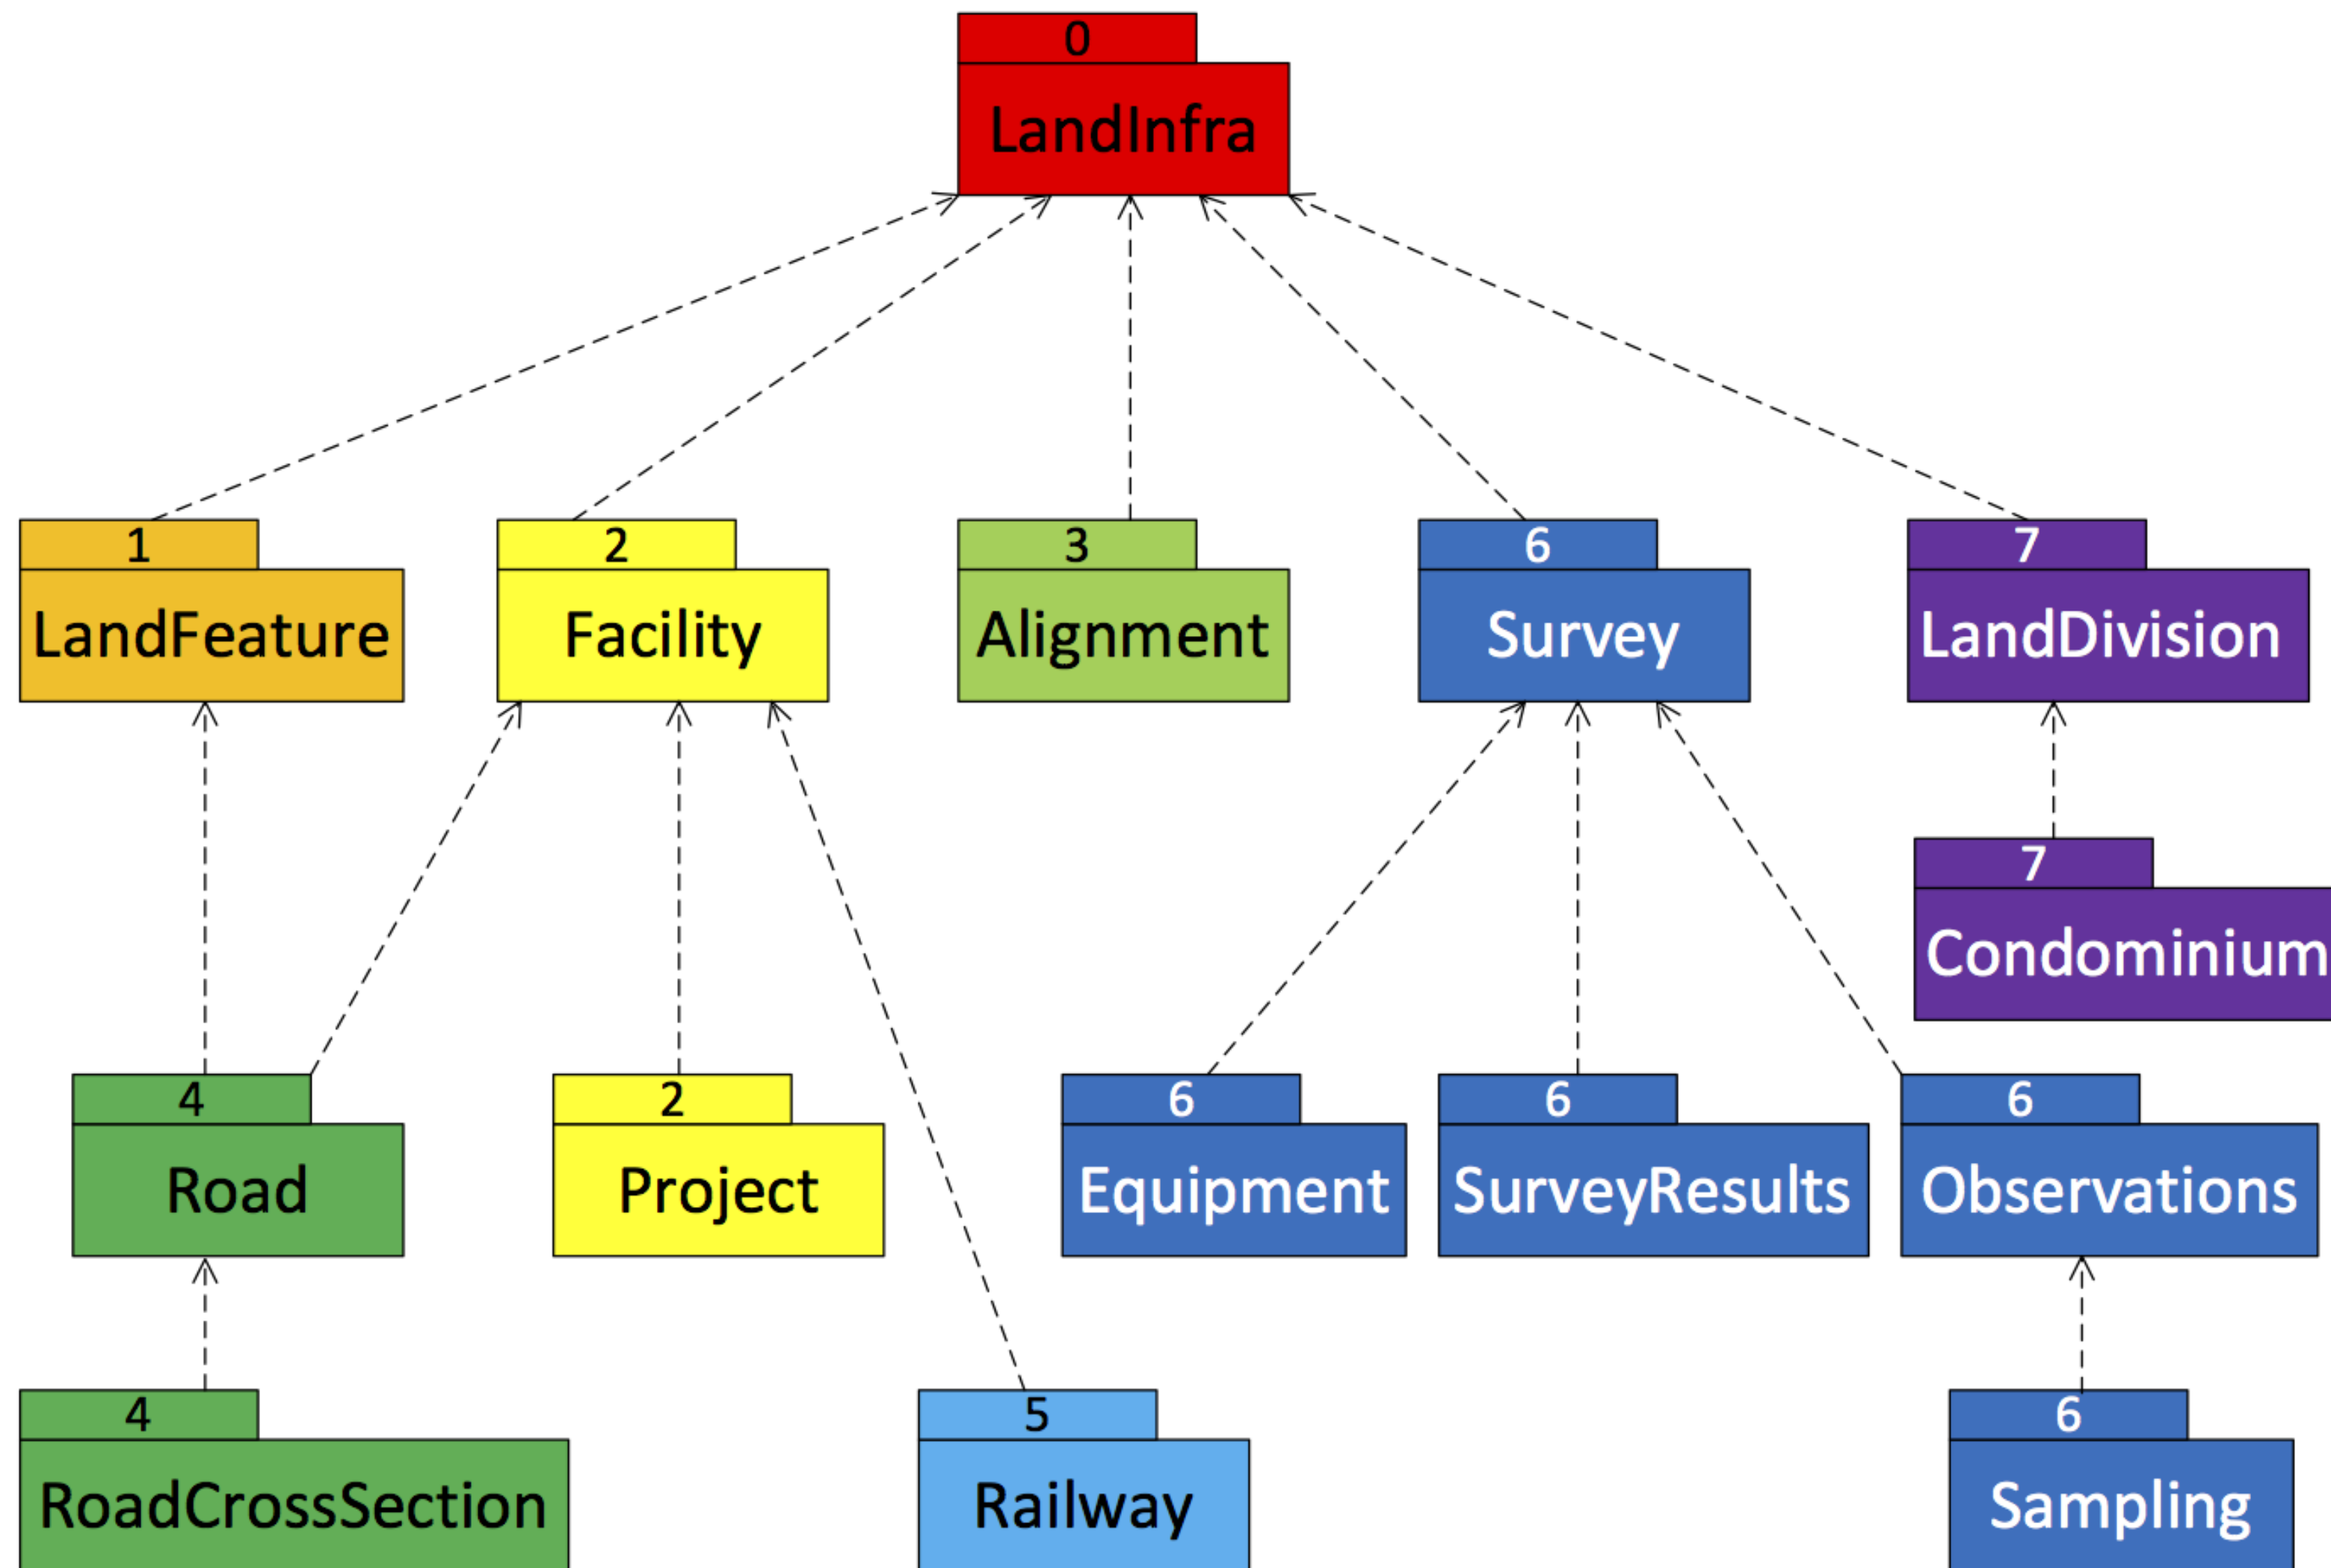 0
LandInfra
1
LandFeature
2
Facility
3
Alignment
6
Survey
7
LandDivision
7
Condominium
4
Road
2
Project
6
Equipment
6
SurveyResults
6
Observations
4
RoadCrossSection
5
Railway
6
Sampling